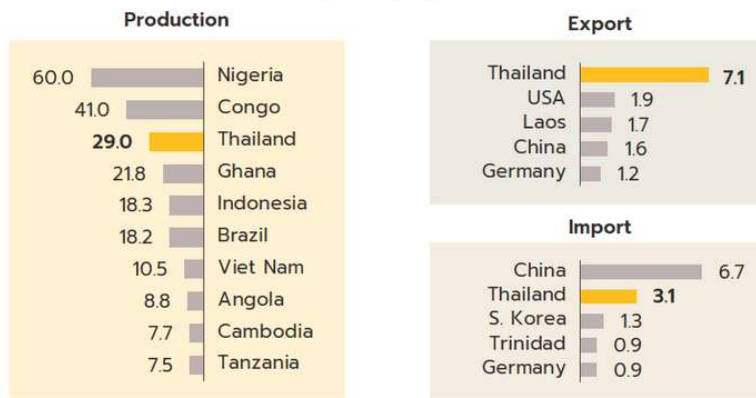 Production
60.0 Nigeria
41.0 Congo
29.0 Thailand
21.8 Ghana
18.3 Indonesia
18.2 Brazil
10.5 Viet Nam
8.8 Angola
7.7 Cambodia
7.5 Tanzania
Export
Thailand 7.1
USA 1.9
Laos 1.7
China 1.6
Germany 1.2
Import
China 6.7
Thailand 3.1
S. Korea 1.3
Trinidad 0.9
Germany 0.9